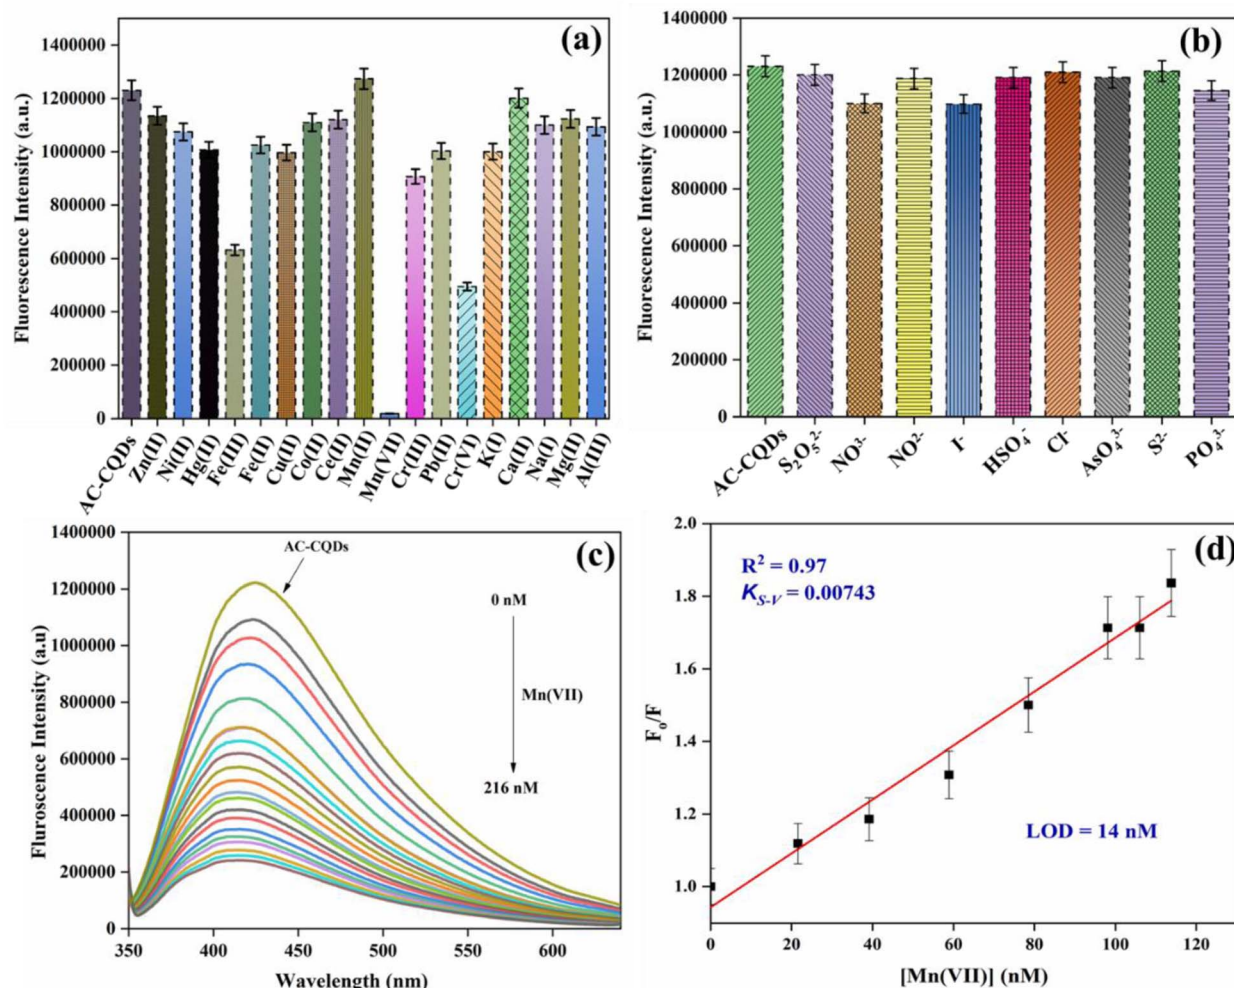 (a)
Fluorescence Intensity (a.u.)
1400000
1200000
1000000
800000
600000
400000
200000
0
AC-CQDs
Zn(II)
Ni(II)
Hg(II)
Fe(III)
Fe(II)
Cu(II)
Co(II)
Ce(II)
Mn(II)
Mn(VII)
Cr(III)
Pb(II)
Cr(VI)
K(I)
Ca(II)
Na(I)
Mg(II)
Al(III)
(b)
Fluorescence Intensity (a.u.)
1400000
1200000
1000000
800000
600000
400000
200000
0
AC-CQDs
S₂O₅²⁻
NO³⁻
NO²⁻
I⁻
HSO₄⁻
Cl⁻
AsO₄³⁻
S²⁻
PO₄³⁻
(c)
Fluroscence Intensity (a.u)
1400000
1200000
1000000
800000
600000
400000
200000
0
AC-CQDs
0 nM
Mn(VII)
216 nM
350
400
450
500
550
600
Wavelength (nm)
(d)
R² = 0.97
K_S-V = 0.00743
LOD = 14 nM
F₀/F
2.0
1.8
1.6
1.4
1.2
1.0
0
20
40
60
80
100
120
[Mn(VII)] (nM)